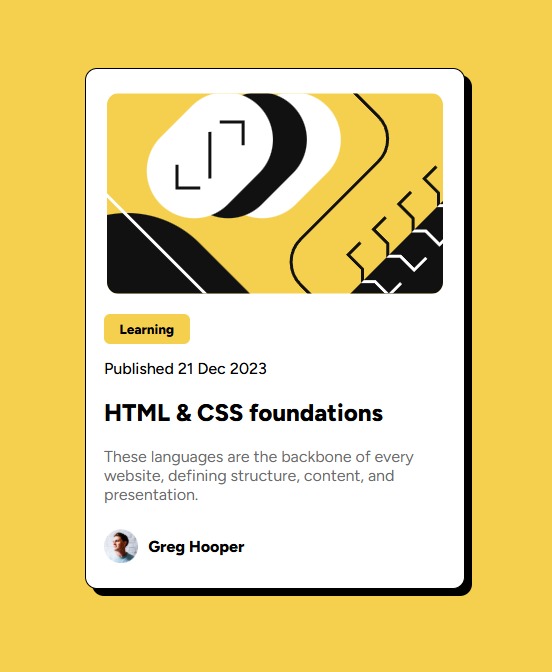 Learning
Published 21 Dec 2023
HTML & CSS foundations
These languages are the backbone of every
website, defining structure, content, and
presentation.
Greg Hooper